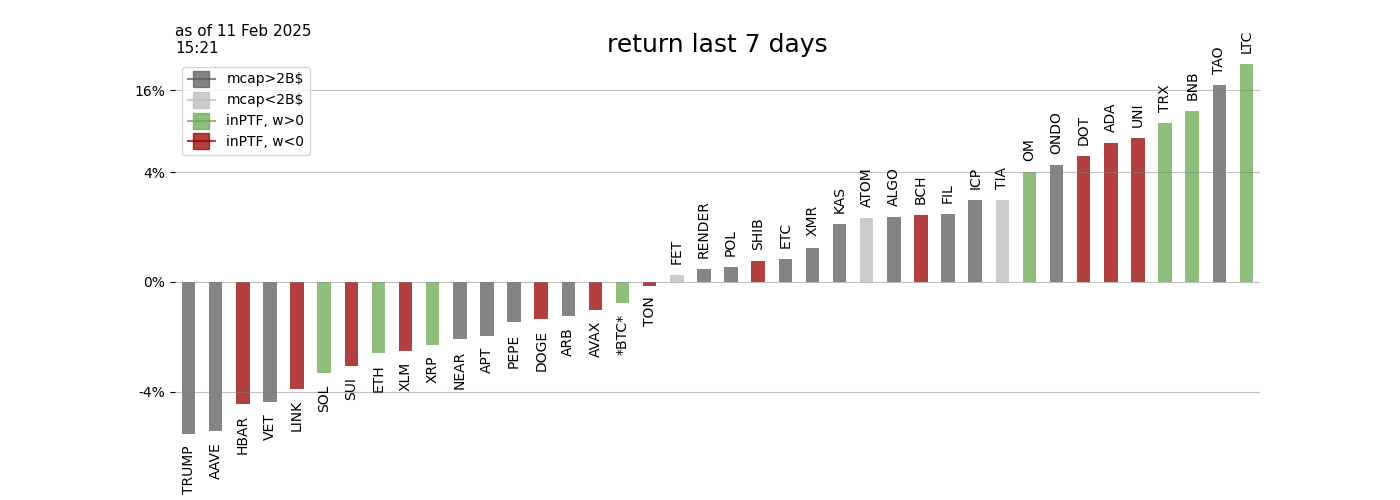 as of 11 Feb 2025
15:21
return last 7 days
mcap>2B$
mcap<2B$
inPTF, w>0
inPTF, w<0
16%
4%
0%
-4%
TRUMP
AAVE
HBAR
VET
LINK
SOL
SUI
ETH
XLM
XRP
NEAR
APT
PEPE
DOGE
ARB
AVAX
*BTC*
TON
FET
RENDER
POL
SHIB
ETC
XMR
KAS
ATOM
ALGO
BCH
FIL
ICP
TIA
OM
ONDO
DOT
ADA
UNI
TRX
BNB
TAO
LTC